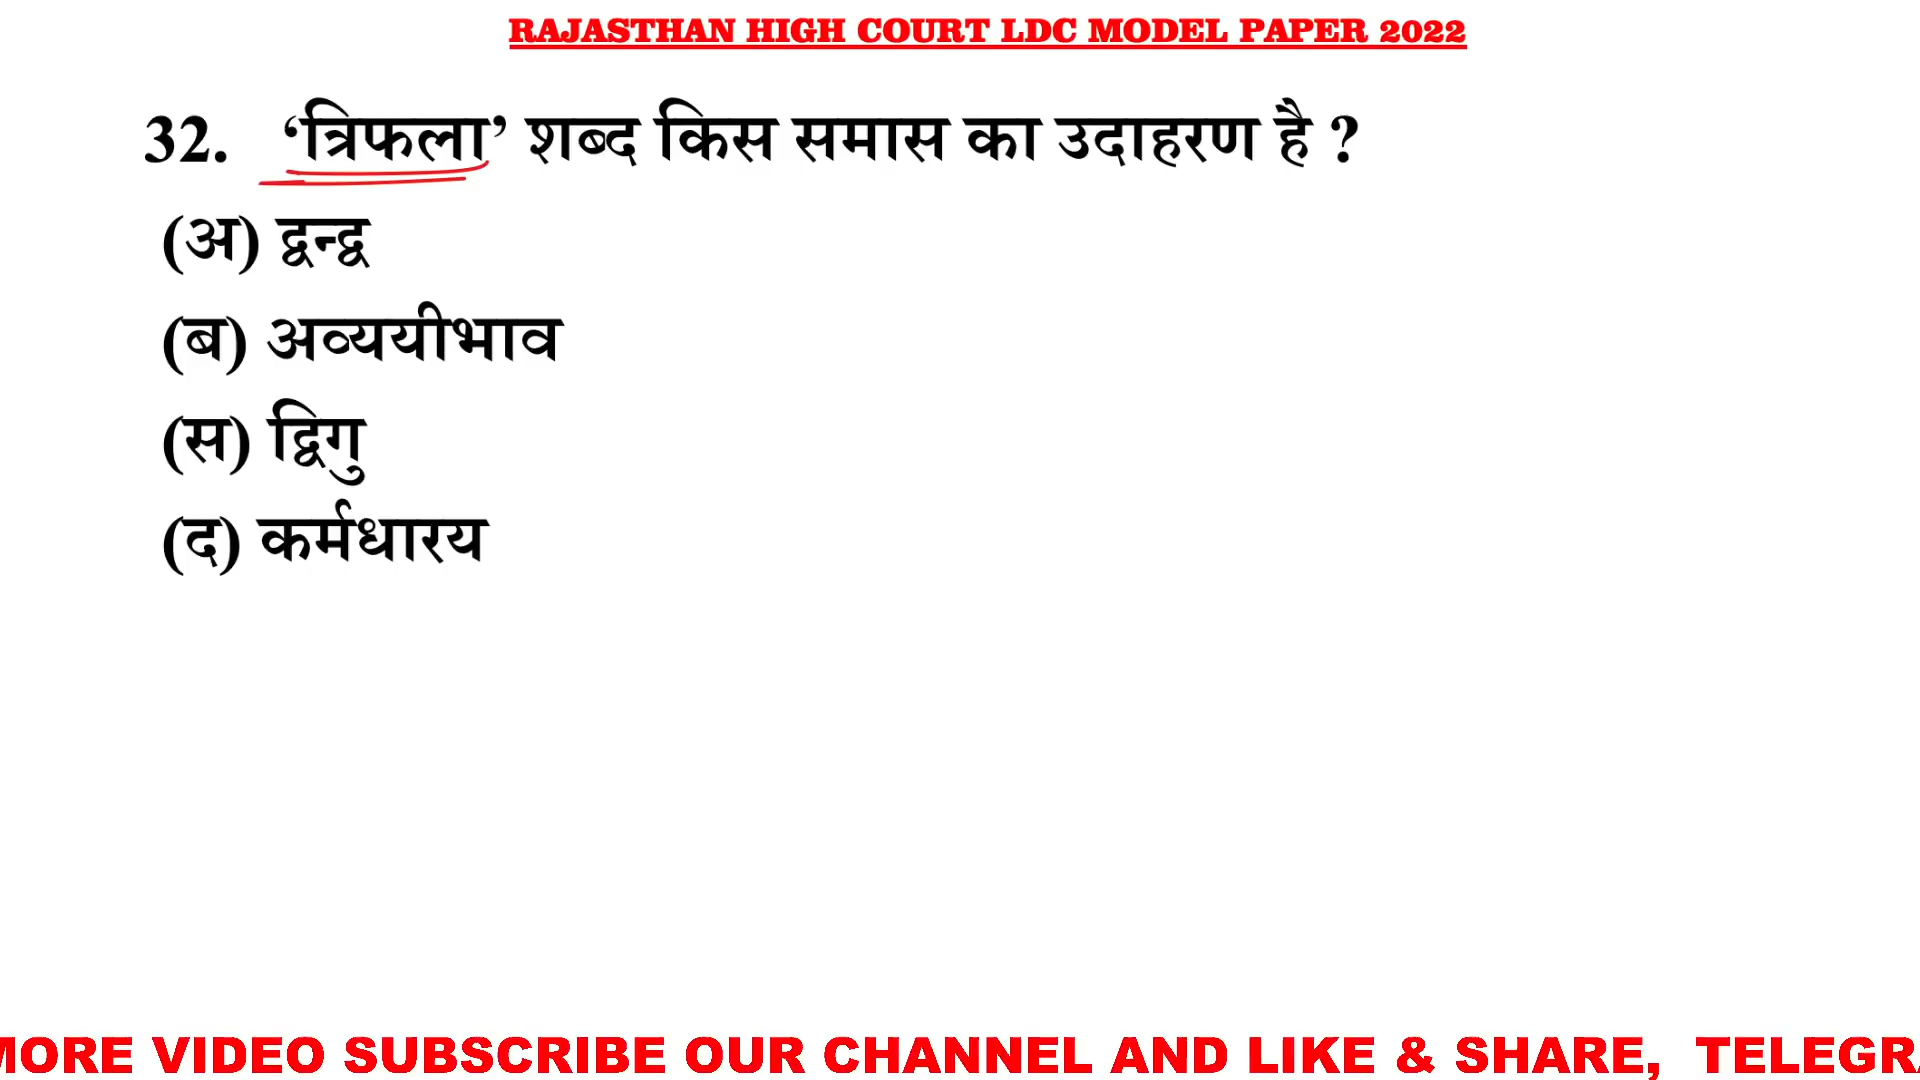 RAJASTHAN HIGH COURT LDC MODEL PAPER 2022
32. ‘त्रिफला’ शब्द किस समास का उदाहरण है ?
(अ) द्वन्द्व
(ब) अव्ययीभाव
(स) द्विगु
(द) कर्मधारय
MORE VIDEO SUBSCRIBE OUR CHANNEL AND LIKE & SHARE,